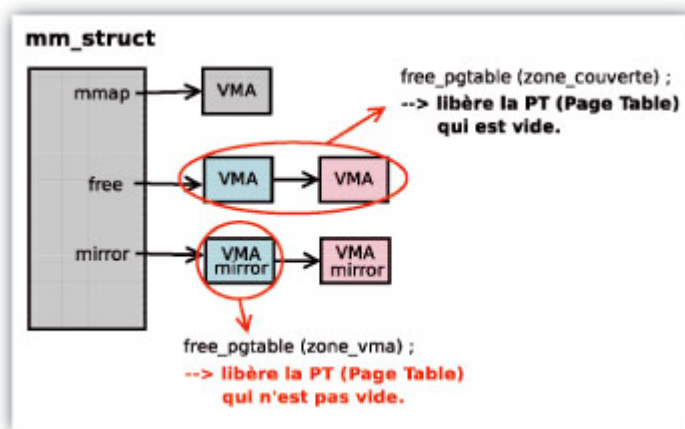 mm_struct
mmap
VMA
free_pgtable (zone_couverte) ;
--> libère la PT (Page Table)
qui est vide.
free
VMA
VMA
mirror
VMA
mirror
VMA
mirror
free_pgtable (zone_vma) ;
--> libère la PT (Page Table)
qui n'est pas vide.